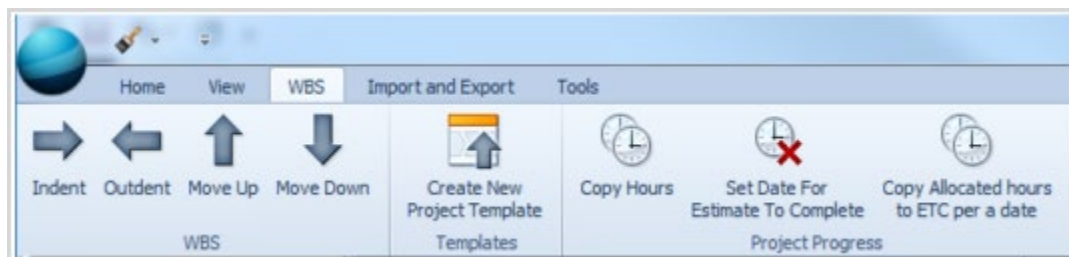 Home View WBS Import and Export Tools
Indent Outdent Move Up Move Down
Create New
Project Template
Copy Hours
Set Date For
Estimate To Complete
Copy Allocated hours
to ETC per a date
WBS Templates Project Progress